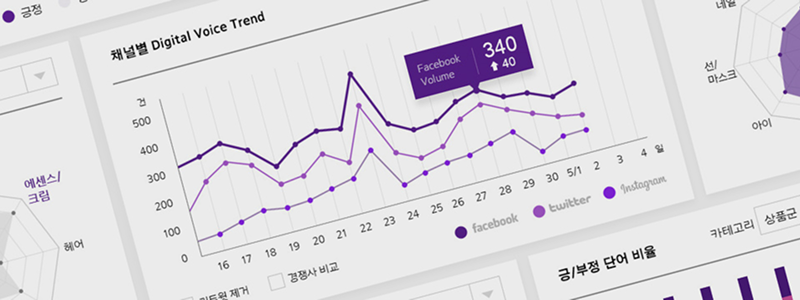 긍정
채널별 Digital Voice Trend
건
500
400
300
200
100
0
16 17 18 19 20 21 22 23 24 25 26 27 28 29 30 5/1 2 3 4 일
Facebook
Volume
340
40
facebook
twitter
Instagram
제거
경쟁사 비교
에센스/
크림
헤어
네일
선/
마스크
아이
긍/부정 단어 비율
카테고리
상품군